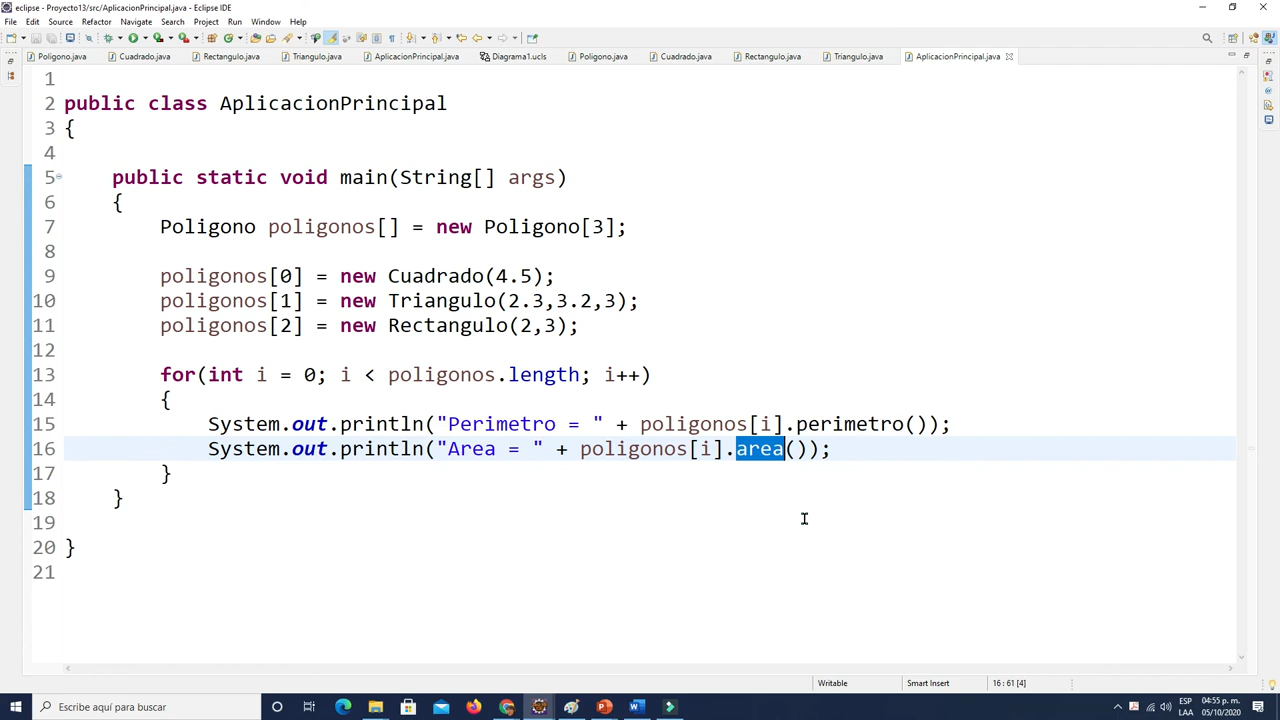 eclipse - Proyecto13/src/AplicacionPrincipal.java - Eclipse IDE
File Edit Source Refactor Navigate Search Project Run Window Help
Poligono.java Cuadrado.java Rectangulo.java Triangulo.java AplicacionPrincipal.java Diagrama1.ucls Poligono.java Cuadrado.java Rectangulo.java Triangulo.java AplicacionPrincipal.java
1
2 public class AplicacionPrincipal
3 {
4
5 public static void main(String[] args)
6 {
7 Poligono poligonos[] = new Poligono[3];
8
9 poligonos[0] = new Cuadrado(4.5);
10 poligonos[1] = new Triangulo(2.3,3.2,3);
11 poligonos[2] = new Rectangulo(2,3);
12
13 for(int i = 0; i < poligonos.length; i++)
14 {
15 System.out.println("Perimetro = " + poligonos[i].perimetro());
16 System.out.println("Area = " + poligonos[i].area());
17 }
18 }
19
20 }
21
Writable Smart Insert 16 : 61 [4]
Escribe aquí para buscar
ESP 04:55 p. m.
LAA 05/10/2020